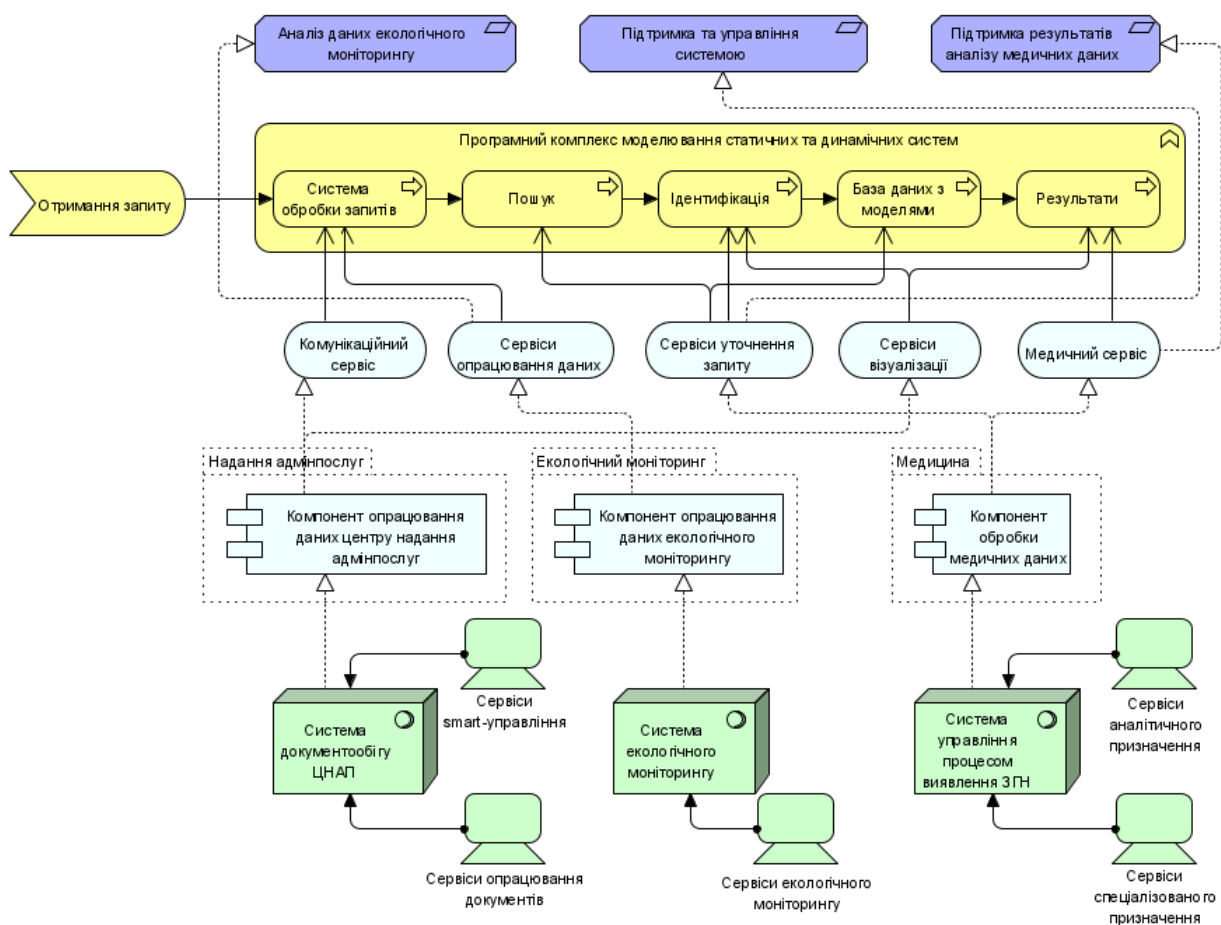 Аналіз даних екологічного
моніторингу
Підтримка та управління
системою
Підтримка результатів
аналізу медичних даних
Програмний комплекс моделювання статичних та динамічних систем
Отримання запиту
Система
обробки запитів
Пошук
Ідентифікація
База даних з
моделями
Результати
Комунікаційний
сервіс
Сервіси
опрацювання даних
Сервіси уточнення
запиту
Сервіси
візуалізації
Медичний сервіс
Надання адмінпослуг
Екологічний моніторинг
Медицина
Компонент опрацювання
даних центру надання
адмінпослуг
Компонент опрацювання
даних екологічного
моніторингу
Компонент
обробки
медичних даних
Сервіси
smart-управління
Сервіси
аналітичного
призначення
Система
документообігу
ЦНАП
Система
екологічного
моніторингу
Система
управління
процесом
виявлення ЗГН
Сервіси опрацювання
документів
Сервіси екологічного
моніторингу
Сервіси
спеціалізованого
призначення